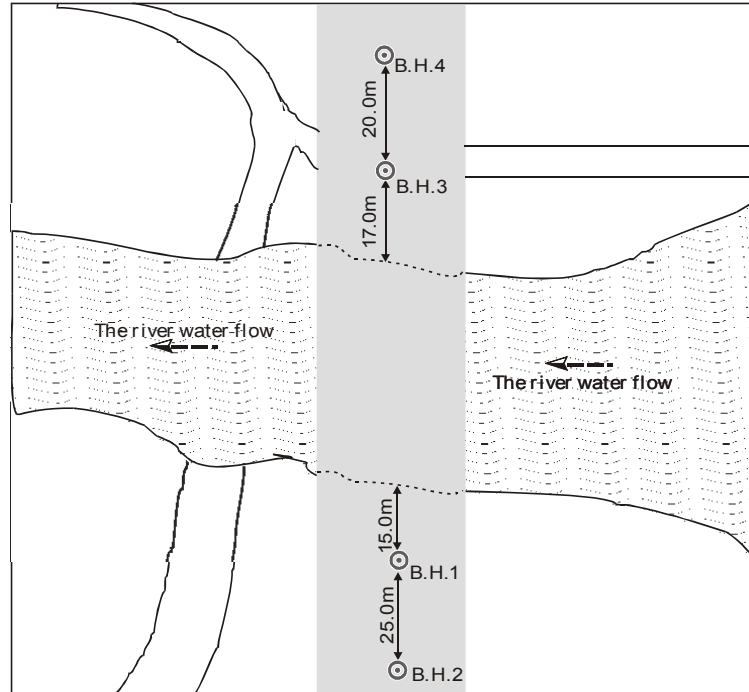 B.H.4
20.0m
B.H.3
17.0m
The river water flow
The river water flow
15.0m
B.H.1
25.0m
B.H.2